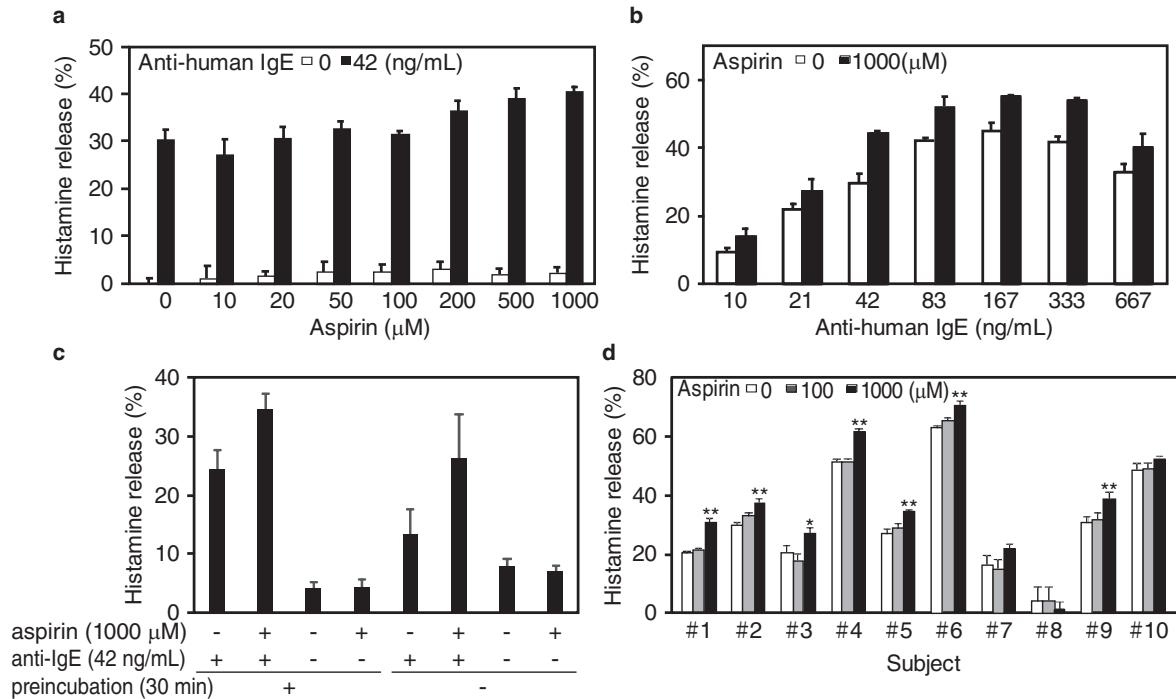 a
Anti-human IgE 0 42 (ng/mL)
Histamine release (%)
50
40
30
20
10
0
0 10 20 50 100 200 500 1000
Aspirin (μM)
b
Aspirin 0 1000(μM)
Histamine release (%)
60
40
20
0
10 21 42 83 167 333 667
Anti-human IgE (ng/mL)
c
Histamine release (%)
40
30
20
10
0
aspirin (1000 μM) - + - + - + - +
anti-IgE (42 ng/mL) + + - - + + - -
preincubation (30 min) + -
d
Aspirin 0 100 1000 (μM)
Histamine release (%)
80
60
40
20
0
** ** * ** ** ** **
#1 #2 #3 #4 #5 #6 #7 #8 #9 #10
Subject